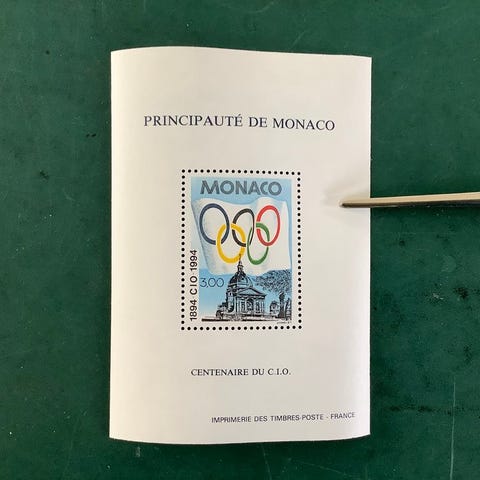 PRINCIPAUTÉ DE MONACO
MONACO
1894 CIO 1994
3,00
CENTENAIRE DU C.I.O.
IMPRIMERIE DES TIMBRES-POSTE - FRANCE